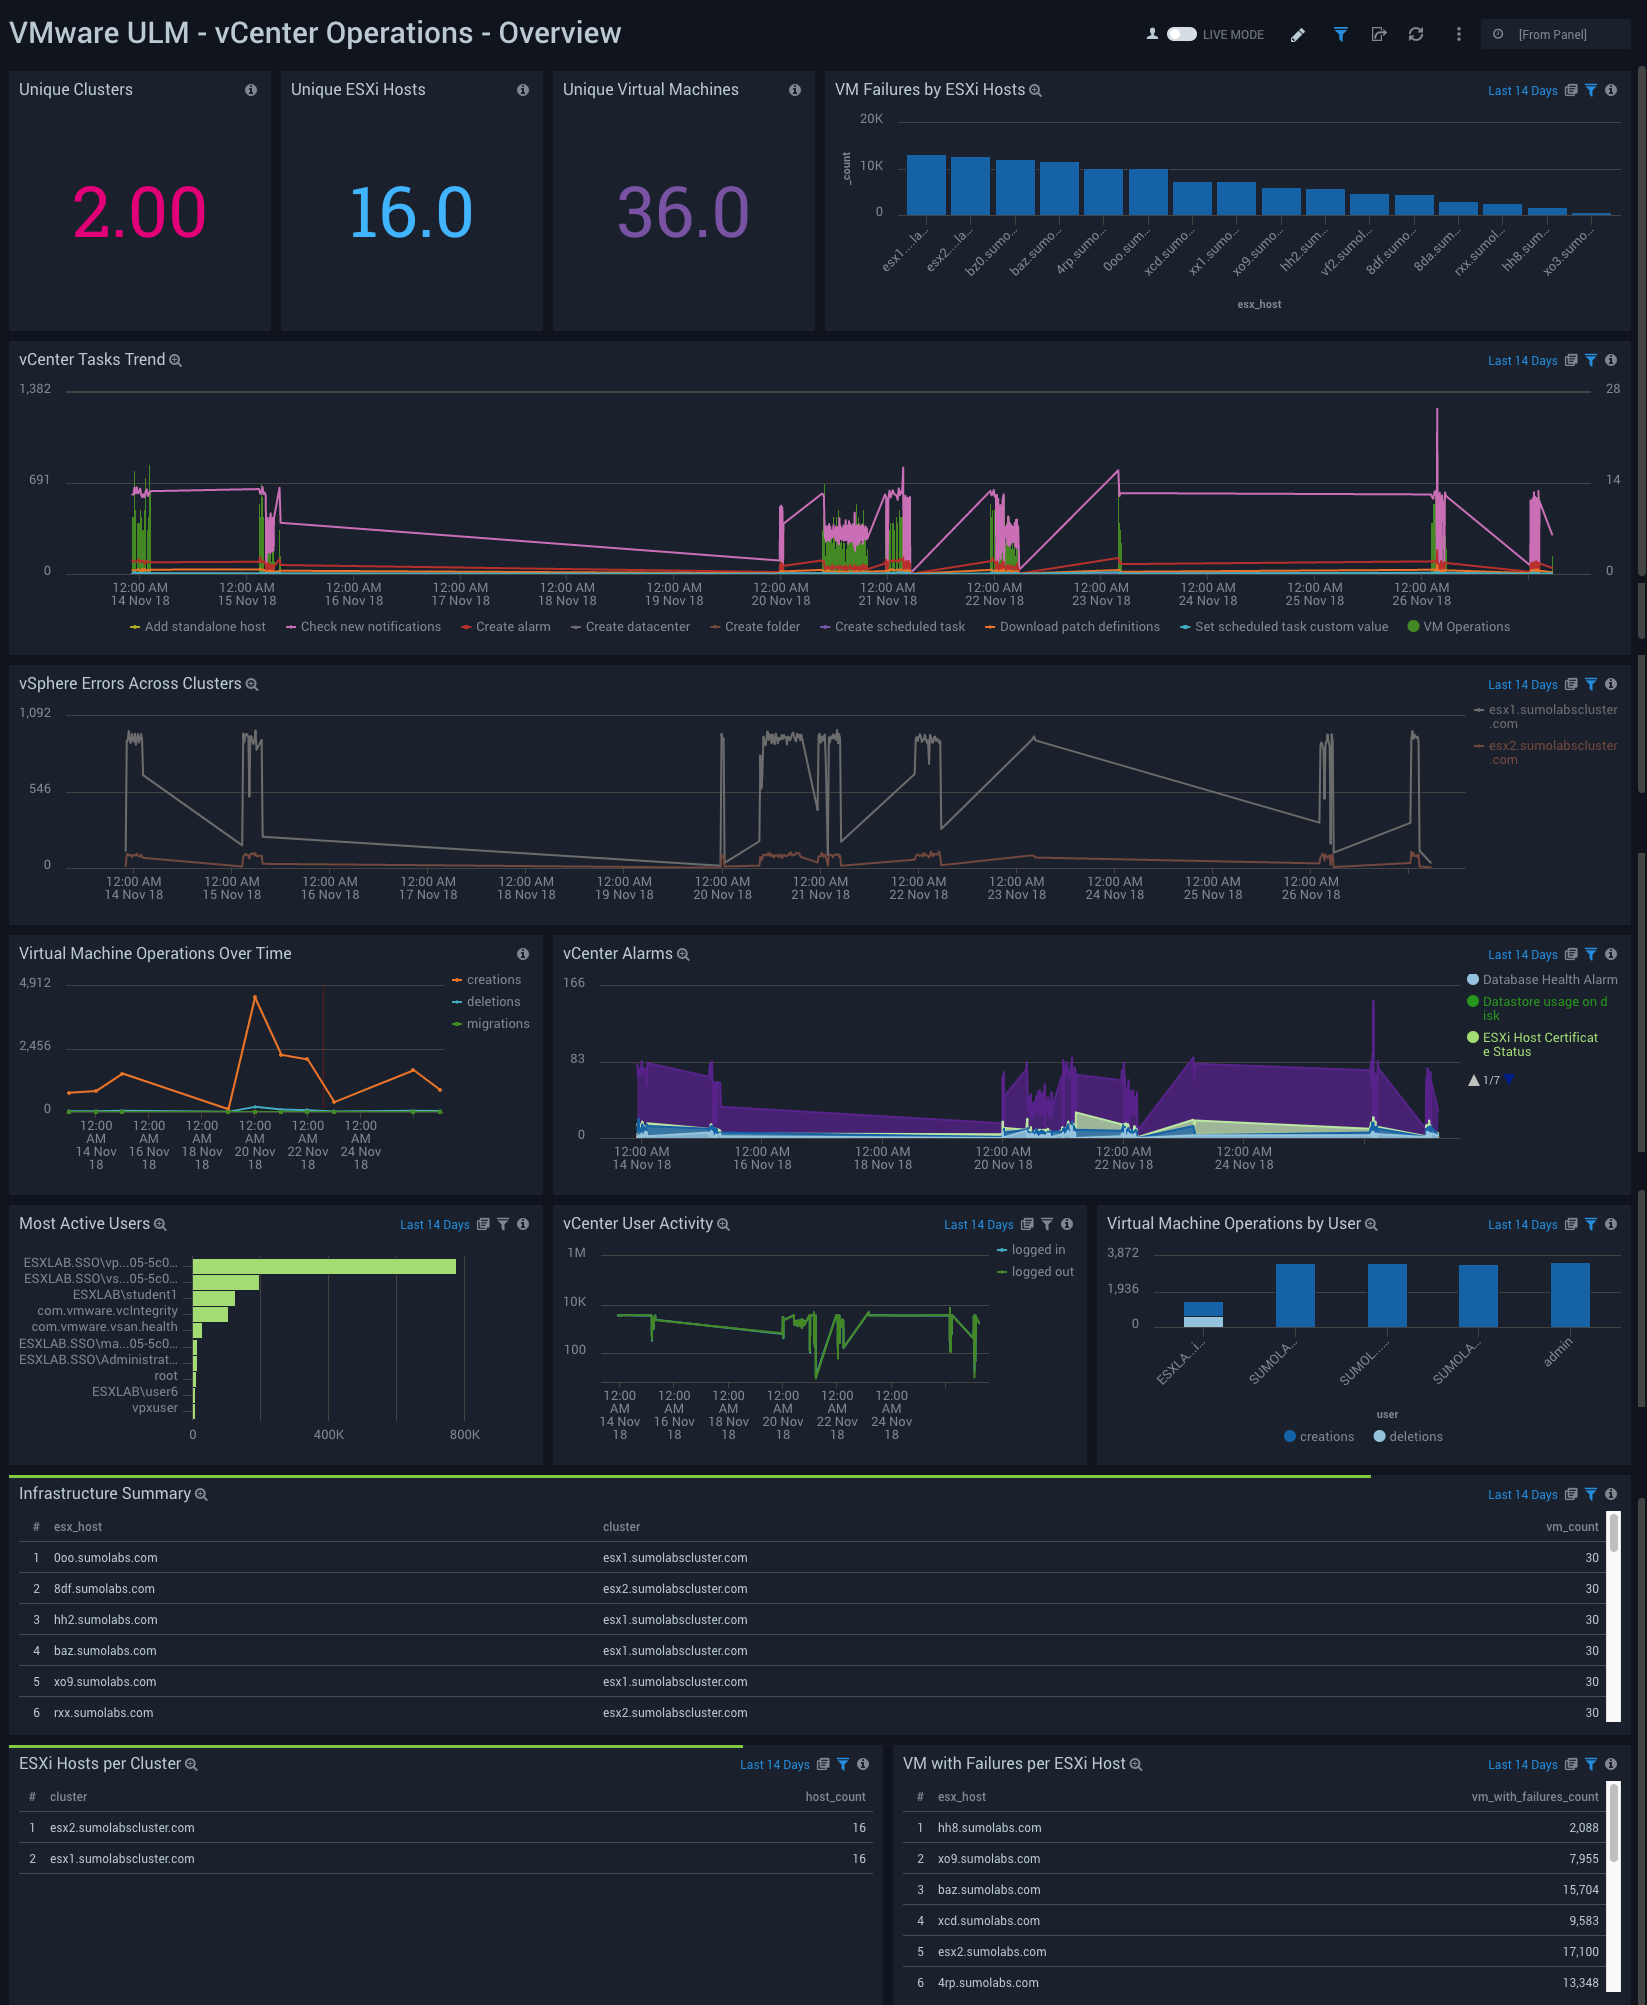 VMware ULM - vCenter Operations - Overview
LIVE MODE
[From Panel]
Unique Clusters
2.00
Unique ESXi Hosts
16.0
Unique Virtual Machines
36.0
VM Failures by ESXi Hosts
Last 14 Days
20K
10K
0
_count
esx1....la...
esx2....la...
bz0.sumo...
baz.sumo...
4rp.sumo...
0oo.sum...
xcd.sumo...
xx1.sumo...
xo9.sumo...
hh2.sum...
vf2.sumol...
8df.sumo...
8da.sum...
rxx.sumol...
hh8.sum...
xo3.sumo...
esx_host
vCenter Tasks Trend
Last 14 Days
1,382
691
0
28
14
0
12:00 AM 12:00 AM 12:00 AM 12:00 AM 12:00 AM 12:00 AM 12:00 AM 12:00 AM 12:00 AM 12:00 AM 12:00 AM 12:00 AM 12:00 AM
14 Nov 18 15 Nov 18 16 Nov 18 17 Nov 18 18 Nov 18 19 Nov 18 20 Nov 18 21 Nov 18 22 Nov 18 23 Nov 18 24 Nov 18 25 Nov 18 26 Nov 18
Add standalone host Check new notifications Create alarm Create datacenter Create folder Create scheduled task Download patch definitions Set scheduled task custom value VM Operations
vSphere Errors Across Clusters
Last 14 Days
1,092
546
0
esx1.sumolabscluster
.com
esx2.sumolabscluster
.com
12:00 AM 12:00 AM 12:00 AM 12:00 AM 12:00 AM 12:00 AM 12:00 AM 12:00 AM 12:00 AM 12:00 AM 12:00 AM 12:00 AM 12:00 AM
14 Nov 18 15 Nov 18 16 Nov 18 17 Nov 18 18 Nov 18 19 Nov 18 20 Nov 18 21 Nov 18 22 Nov 18 23 Nov 18 24 Nov 18 25 Nov 18 26 Nov 18
Virtual Machine Operations Over Time
4,912
2,456
0
creations
deletions
migrations
12:00 12:00 12:00 12:00 12:00 12:00
AM AM AM AM AM AM
14 Nov 16 Nov 18 Nov 20 Nov 22 Nov 24 Nov
18 18 18 18 18 18
vCenter Alarms
Last 14 Days
166
83
0
Database Health Alarm
Datastore usage on d
isk
ESXi Host Certificat
e Status
1/7
12:00 AM 12:00 AM 12:00 AM 12:00 AM 12:00 AM 12:00 AM
14 Nov 18 16 Nov 18 18 Nov 18 20 Nov 18 22 Nov 18 24 Nov 18
Most Active Users
Last 14 Days
ESXLAB.SSO\vp...05-5c0...
ESXLAB.SSO\vs...05-5c0...
ESXLAB\student1
com.vmware.vcIntegrity
com.vmware.vsan.health
ESXLAB.SSO\ma...05-5c0...
ESXLAB.SSO\Administrat...
root
ESXLAB\user6
vpxuser
0 400K 800K
vCenter User Activity
Last 14 Days
1M
10K
100
logged in
logged out
12:00 12:00 12:00 12:00 12:00 12:00
AM AM AM AM AM AM
14 Nov 16 Nov 18 Nov 20 Nov 22 Nov 24 Nov
18 18 18 18 18 18
Virtual Machine Operations by User
Last 14 Days
3,872
1,936
0
ESXLA...i...
SUMOLA...
SUMOL......
SUMOLA...
admin
user
creations deletions
Infrastructure Summary
Last 14 Days
# esx_host cluster vm_count
1 0oo.sumolabs.com esx1.sumolabscluster.com 30
2 8df.sumolabs.com esx2.sumolabscluster.com 30
3 hh2.sumolabs.com esx1.sumolabscluster.com 30
4 baz.sumolabs.com esx1.sumolabscluster.com 30
5 xo9.sumolabs.com esx1.sumolabscluster.com 30
6 rxx.sumolabs.com esx2.sumolabscluster.com 30
ESXi Hosts per Cluster
Last 14 Days
# cluster host_count
1 esx2.sumolabscluster.com 16
2 esx1.sumolabscluster.com 16
VM with Failures per ESXi Host
Last 14 Days
# esx_host vm_with_failures_count
1 hh8.sumolabs.com 2,088
2 xo9.sumolabs.com 7,955
3 baz.sumolabs.com 15,704
4 xcd.sumolabs.com 9,583
5 esx2.sumolabs.com 17,100
6 4rp.sumolabs.com 13,348